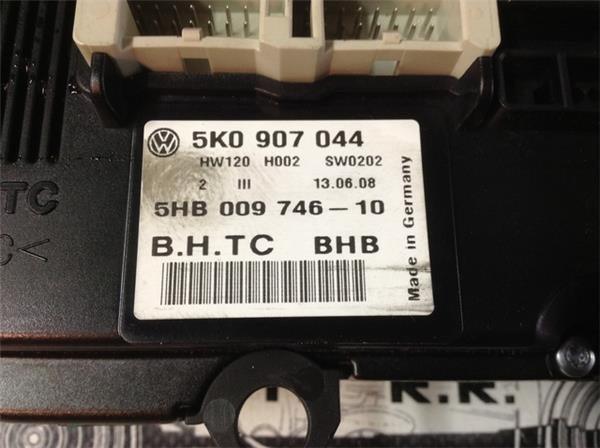 5K0 907 044
HW120 H002 SW0202
2 III 13.06.08
5HB 009 746-10
B.H.TC BHB
Made in Germany
TC
C<
R.R.